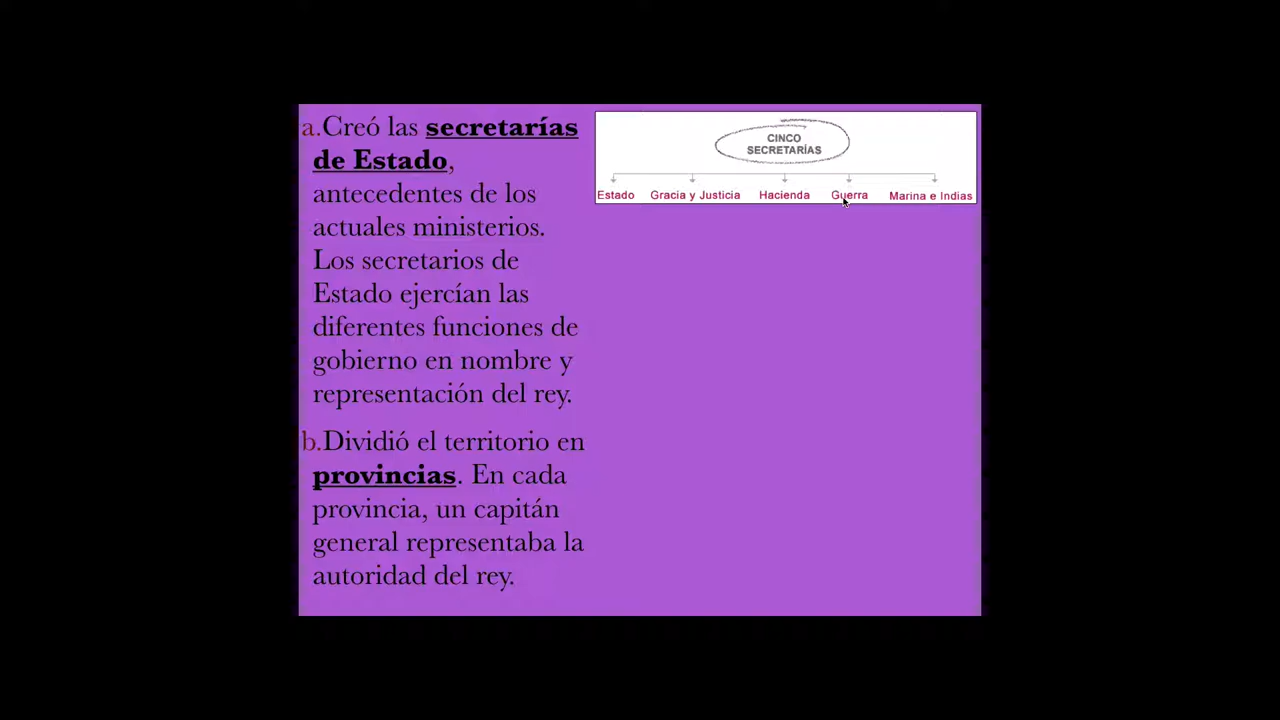 a.Creó las secretarías
de Estado,
antecedentes de los
actuales ministerios.
Los secretarios de
Estado ejercían las
diferentes funciones de
gobierno en nombre y
representación del rey.
b.Dividió el territorio en
provincias. En cada
provincia, un capitán
general representaba la
autoridad del rey.
CINCO
SECRETARÍAS
Estado Gracia y Justicia Hacienda Guerra Marina e Indias